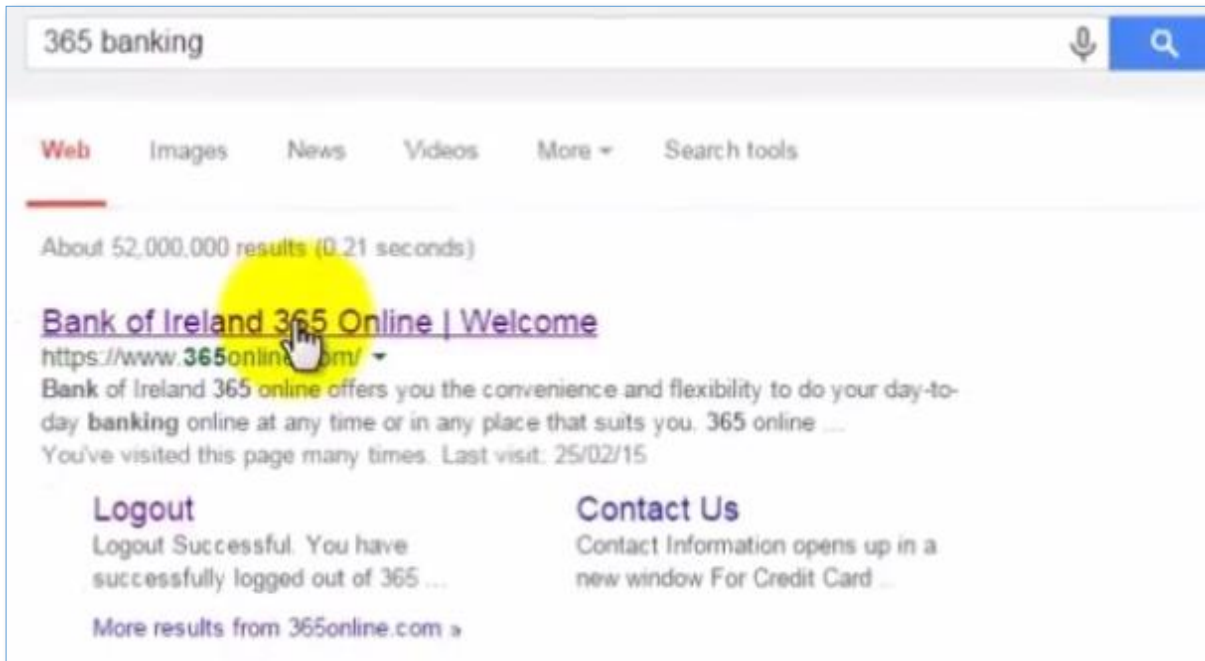 365 banking
Web Images News Videos More Search tools
About 52,000,000 results (0.21 seconds)
Bank of Ireland 365 Online | Welcome
https://www.365online.com/
Bank of Ireland 365 online offers you the convenience and flexibility to do your day-to-
day banking online at any time or in any place that suits you. 365 online ...
You've visited this page many times. Last visit: 25/02/15
Logout
Logout Successful. You have
successfully logged out of 365 ...
Contact Us
Contact Information opens up in a
new window For Credit Card ...
More results from 365online.com »